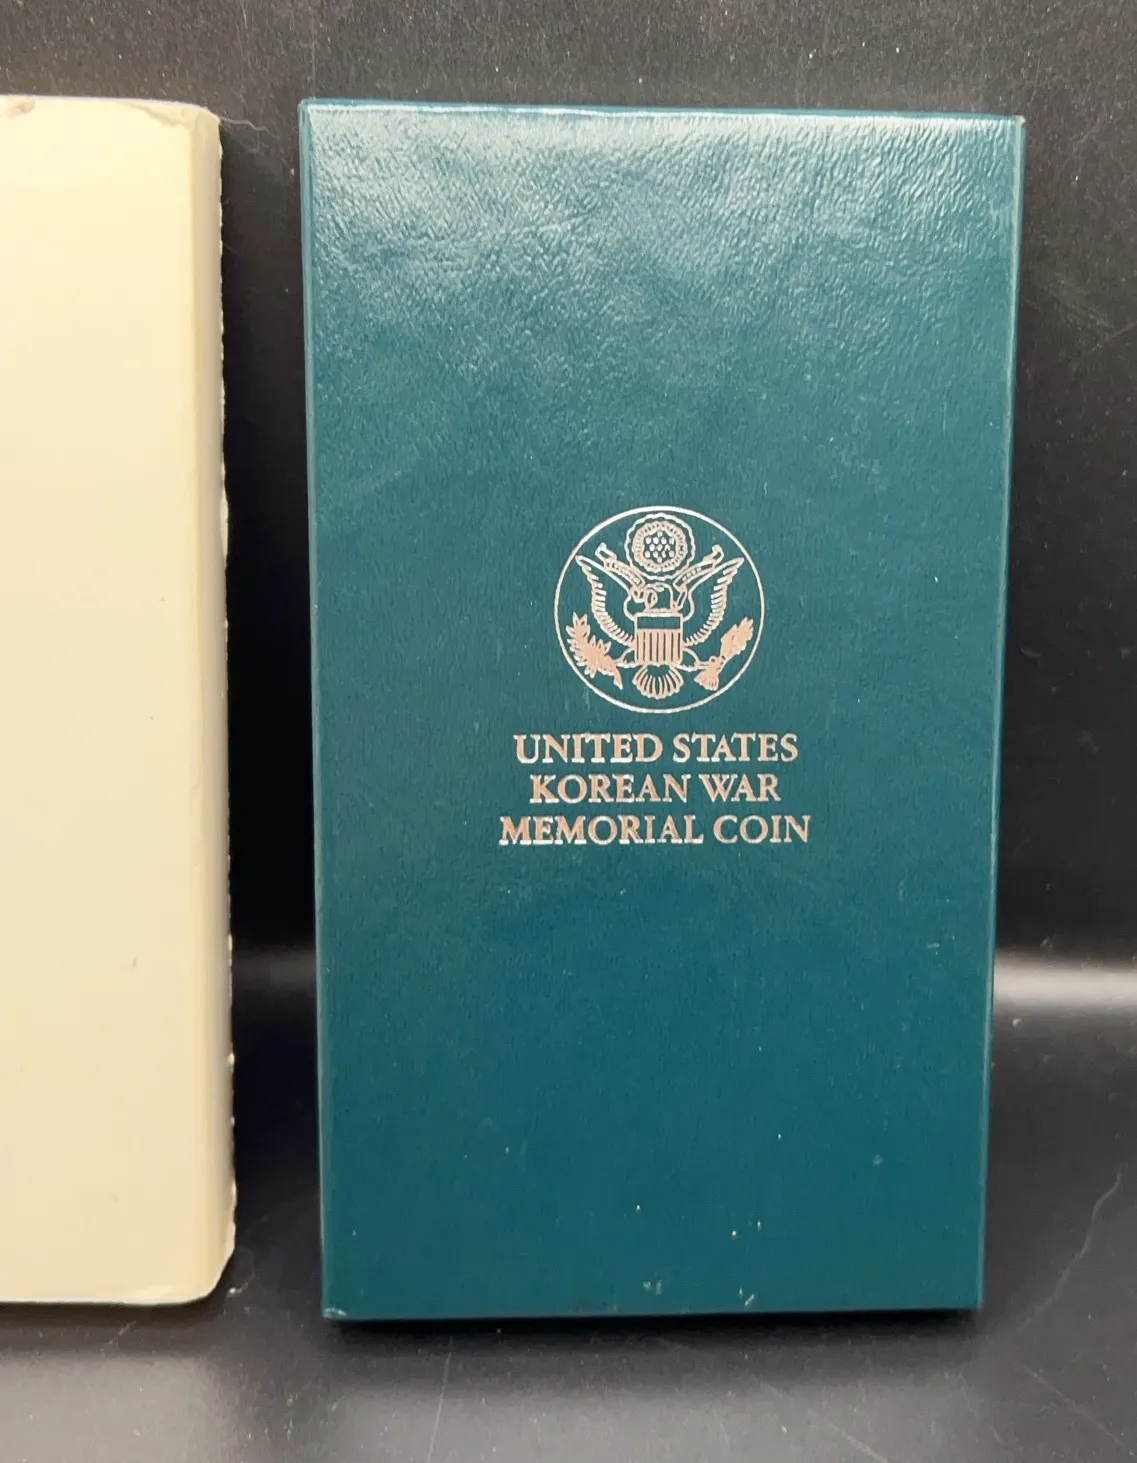 UNITED STATES
KOREAN WAR
MEMORIAL COIN